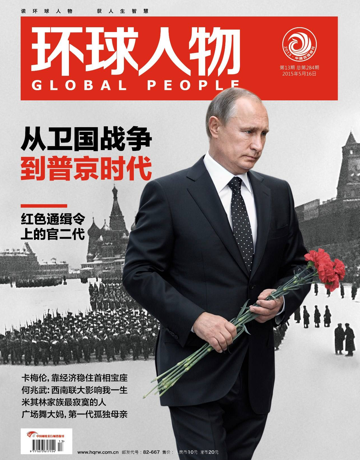 读环球人物 获人生智慧
环球人物
GLOBAL PEOPLE
第13期 总第284期
2015年5月16日
从卫国战争
到普京时代
红色通缉令
上的官二代
卡梅伦,靠经济稳住首相宝座
何兆武:西南联大影响我一生
米其林家族最寂寞的人
广场舞大妈,第一代孤独母亲
www.hqrw.com.cn
82-667